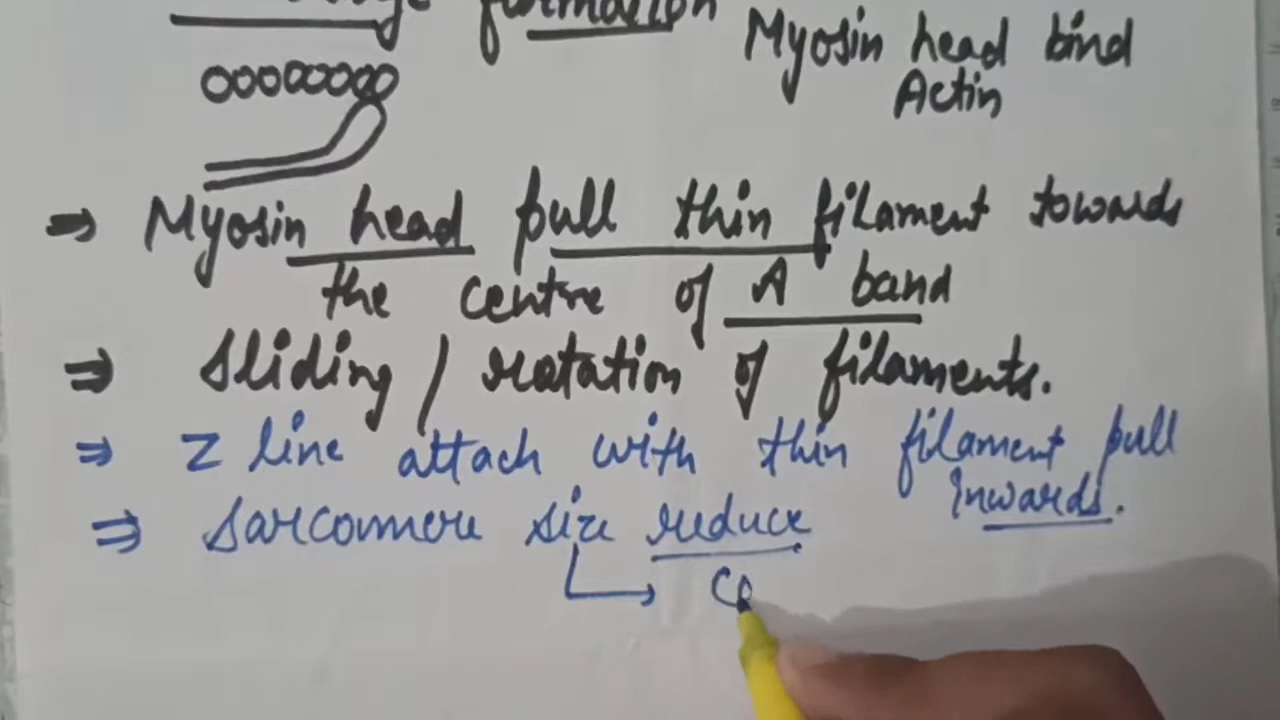 formation
Myosin head bind
Actin
⇒ Myosin head pull thin filament towards
the centre of A band
⇒ Sliding / rotation of filaments.
⇒ Z line attach with thin filament pull
Inwards.
⇒ Sarcomere size reduce